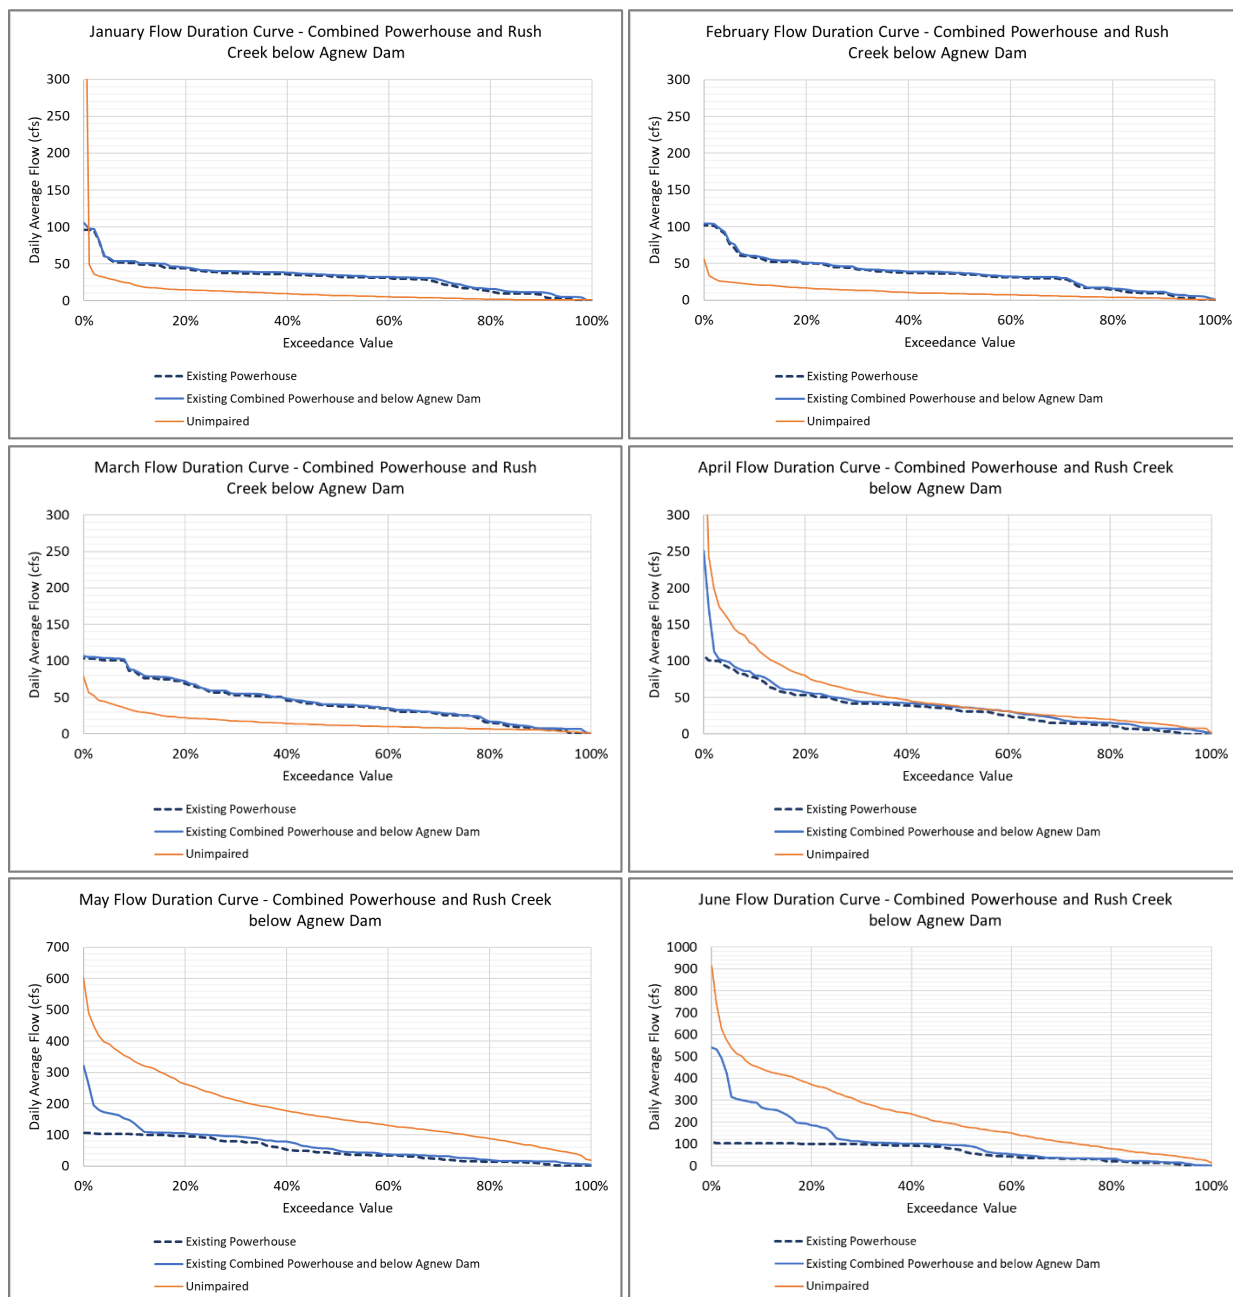 January Flow Duration Curve - Combined Powerhouse and Rush
Creek below Agnew Dam
Daily Average Flow (cfs)
300
250
200
150
100
50
0
0% 20% 40% 60% 80% 100%
Exceedance Value
Existing Powerhouse
Existing Combined Powerhouse and below Agnew Dam
Unimpaired
February Flow Duration Curve - Combined Powerhouse and Rush
Creek below Agnew Dam
Daily Average Flow (cfs)
300
250
200
150
100
50
0
0% 20% 40% 60% 80% 100%
Exceedance Value
Existing Powerhouse
Existing Combined Powerhouse and below Agnew Dam
Unimpaired
March Flow Duration Curve - Combined Powerhouse and Rush
Creek below Agnew Dam
Daily Average Flow (cfs)
300
250
200
150
100
50
0
0% 20% 40% 60% 80% 100%
Exceedance Value
Existing Powerhouse
Existing Combined Powerhouse and below Agnew Dam
Unimpaired
April Flow Duration Curve - Combined Powerhouse and Rush Creek
below Agnew Dam
Daily Average Flow (cfs)
300
250
200
150
100
50
0
0% 20% 40% 60% 80% 100%
Exceedance Value
Existing Powerhouse
Existing Combined Powerhouse and below Agnew Dam
Unimpaired
May Flow Duration Curve - Combined Powerhouse and Rush Creek
below Agnew Dam
Daily Average Flow (cfs)
700
600
500
400
300
200
100
0
0% 20% 40% 60% 80% 100%
Exceedance Value
Existing Powerhouse
Existing Combined Powerhouse and below Agnew Dam
Unimpaired
June Flow Duration Curve - Combined Powerhouse and Rush Creek
below Agnew Dam
Daily Average Flow (cfs)
1000
900
800
700
600
500
400
300
200
100
0
0% 20% 40% 60% 80% 100%
Exceedance Value
Existing Powerhouse
Existing Combined Powerhouse and below Agnew Dam
Unimpaired